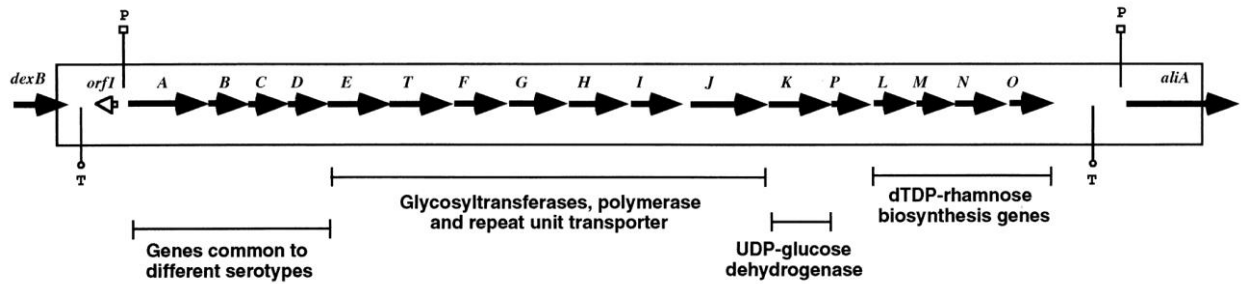 P P
dexB orf1 A B C D E T F G H I J K P L M N O aliA
T T
Glycosyltransferases, polymerase
and repeat unit transporter
dTDP-rhamnose
biosynthesis genes
Genes common to
different serotypes
UDP-glucose
dehydrogenase